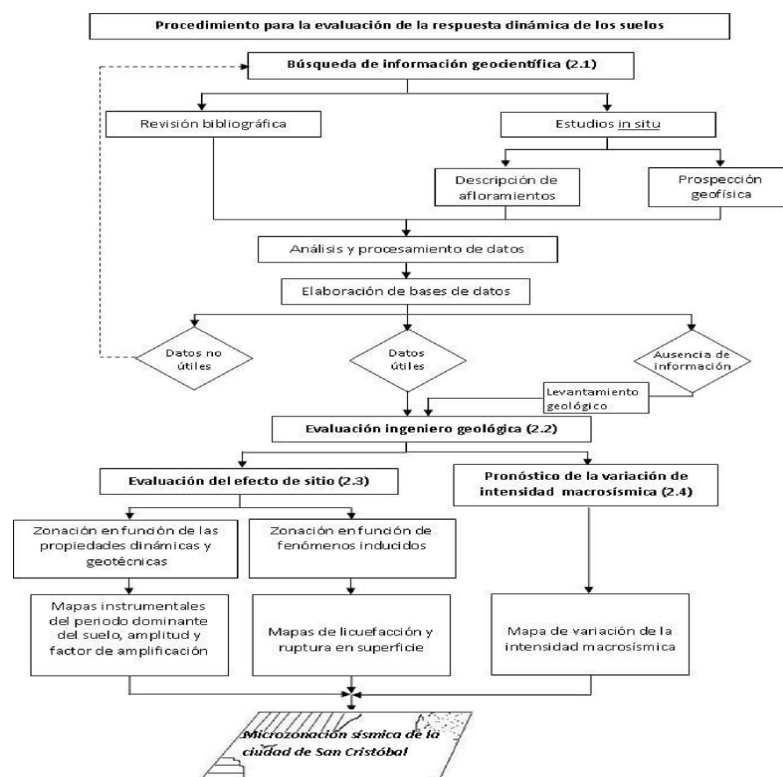 Procedimiento para la evaluación de la respuesta dinámica de los suelos
Búsqueda de información geocientífica (2.1)
Revisión bibliográfica
Estudios in situ
Descripción de
afloramientos
Prospección
geofísica
Análisis y procesamiento de datos
Elaboración de bases de datos
Datos no
útiles
Datos
útiles
Ausencia de
información
Levantamiento
geológico
Evaluación ingeniero geológica (2.2)
Evaluación del efecto de sitio (2.3)
Pronóstico de la variación de
intensidad macrosísmica (2.4)
Zonación en función de las
propiedades dinámicas y
geotécnicas
Zonación en función de
fenómenos inducidos
Mapas instrumentales
del periodo dominante
del suelo, amplitud y
factor de amplificación
Mapas de licuefacción y
ruptura en superficie
Mapa de variación de la
intensidad macrosísmica
Microzonación sísmica de la
ciudad de San Cristóbal